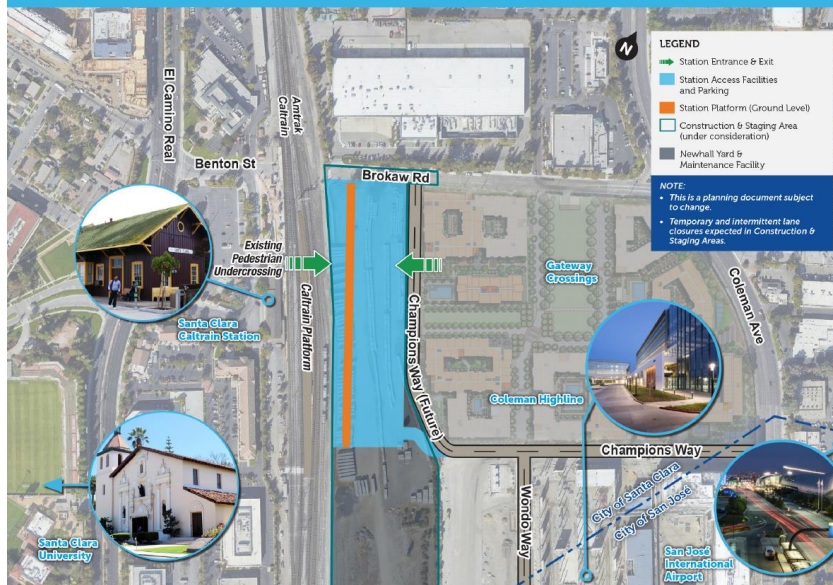 LEGEND
Station Entrance & Exit
Station Access Facilities
and Parking
Station Platform (Ground Level)
Construction & Staging Area
(under consideration)
Newhall Yard &
Maintenance Facility
NOTE:
• This is a planning document subject
to change.
• Temporary and intermittent lane
closures expected in Construction &
Staging Areas.
N
El Camino Real
Amtrak
Caltrain
Benton St
Brokaw Rd
Existing
Pedestrian
Undercrossing
Caltrain Platform
Gateway
Crossings
Coleman Ave
Santa Clara
Caltrain Station
Champions Way (Future)
Coleman Highline
Champions Way
City of Santa Clara
City of San José
Wondo Way
Santa Clara
University
San José
International
Airport